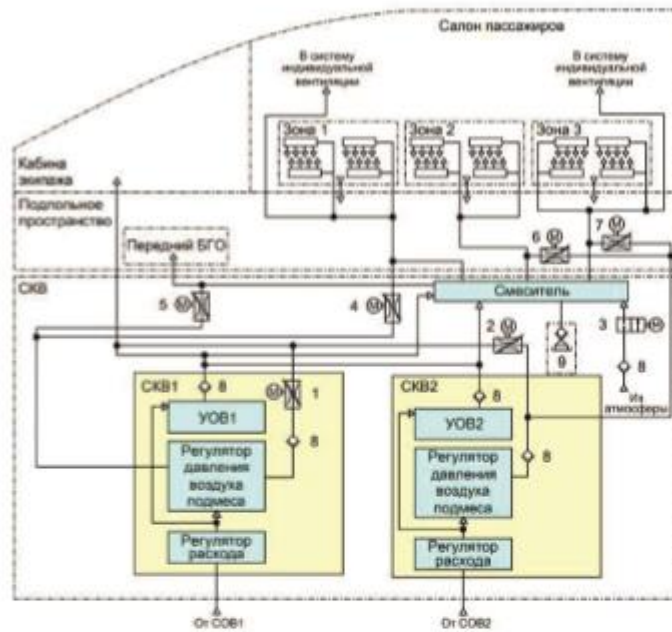 Салон пассажиров
В систему
индивидуальной
вентиляции
В систему
индивидуальной
вентиляции
Зона 1
Зона 2
Зона 3
Кабина
экипажа
Подпольное
пространство
Передний БГО
7
М
6
М
СКВ
Смеситель
5
М
4
М
2
М
3
М
9
8
Из
атмосферы
СКВ1
8
М
1
СКВ2
8
УОВ1
УОВ2
8
8
Регулятор
давления
воздуха
подмеса
Регулятор
давления
воздуха
подмеса
Регулятор
расхода
Регулятор
расхода
От СОВ1
От СОВ2